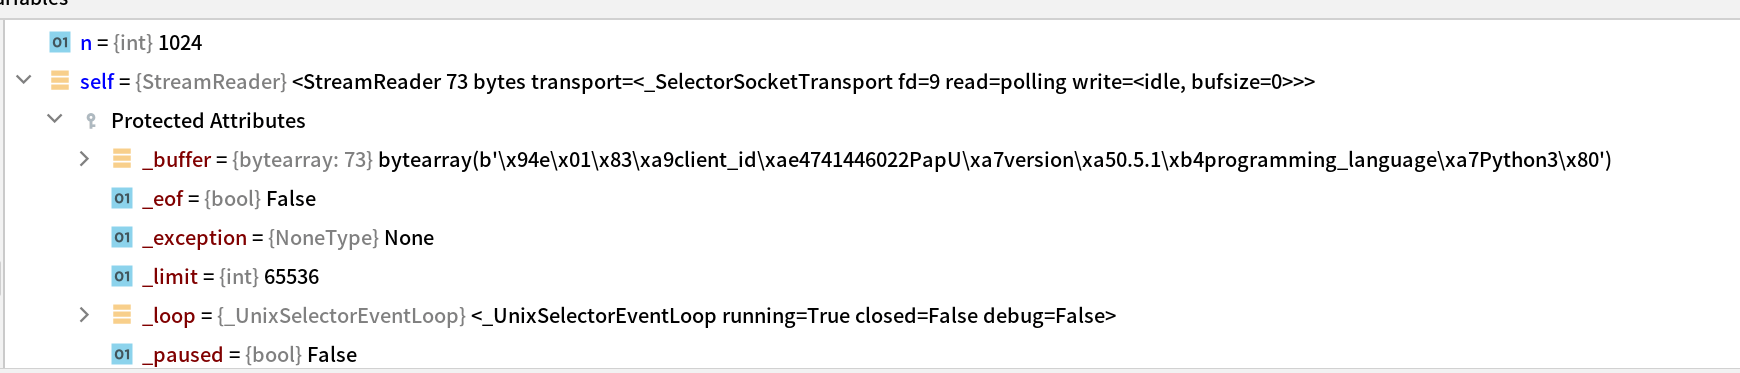 01 n = {int} 1024
self = {StreamReader} <StreamReader 73 bytes transport=<_SelectorSocketTransport fd=9 read=polling write=<idle, bufsize=0>>>
Protected Attributes
_buffer = {bytearray: 73} bytearray(b'\x94e\x01\x83\xa9client_id\xae4741446022PapU\xa7version\xa50.5.1\xb4programming_language\xa7Python3\x80')
01 _eof = {bool} False
01 _exception = {NoneType} None
01 _limit = {int} 65536
_loop = {_UnixSelectorEventLoop} <_UnixSelectorEventLoop running=True closed=False debug=False>
01 _paused = {bool} False